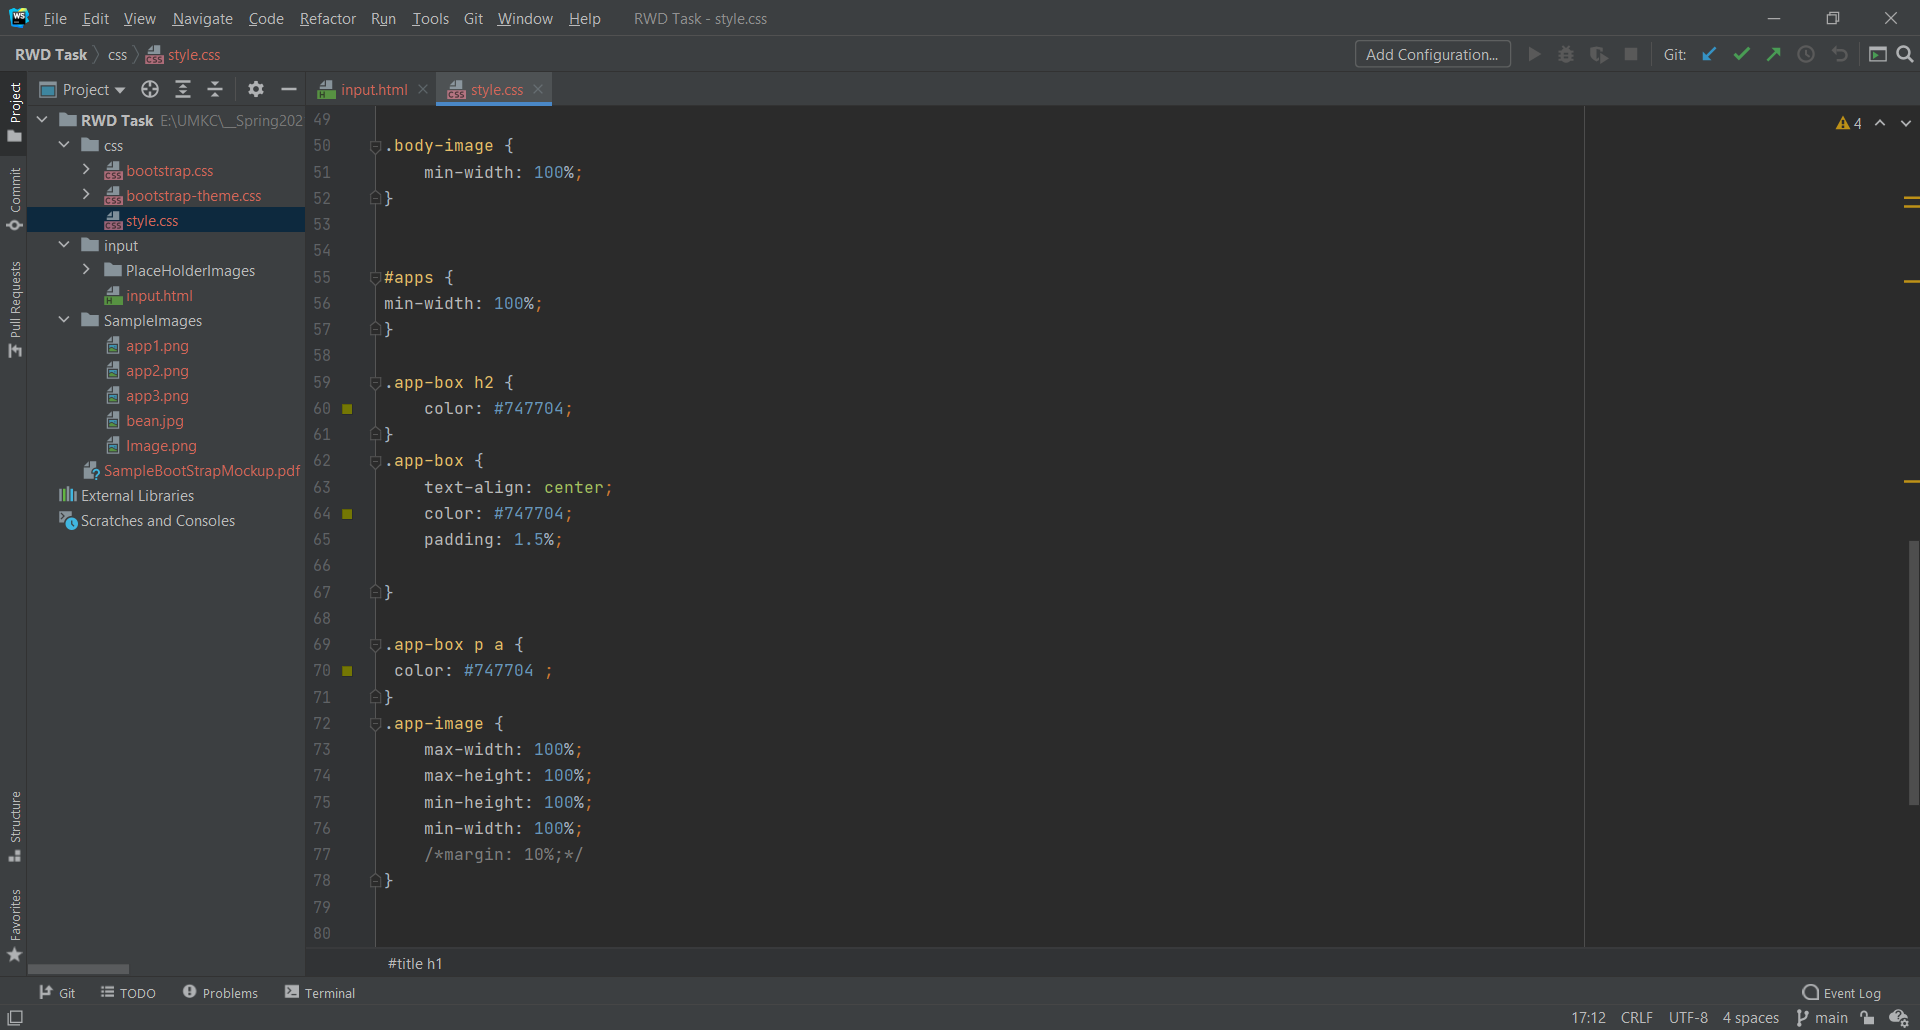 WS File Edit View Navigate Code Refactor Run Tools Git Window Help RWD Task - style.css
RWD Task css style.css Add Configuration... Git:
Project input.html style.css
Project
Commit
Pull Requests
Structure
Favorites
RWD Task E:\UMKC\__Spring202
css
bootstrap.css
bootstrap-theme.css
style.css
input
PlaceHolderImages
input.html
SampleImages
app1.png
app2.png
app3.png
bean.jpg
Image.png
SampleBootStrapMockup.pdf
External Libraries
Scratches and Consoles
4
49
50 .body-image {
51 min-width: 100%;
52 }
53
54
55 #apps {
56 min-width: 100%;
57 }
58
59 .app-box h2 {
60 color: #747704;
61 }
62 .app-box {
63 text-align: center;
64 color: #747704;
65 padding: 1.5%;
66
67 }
68
69 .app-box p a {
70 color: #747704 ;
71 }
72 .app-image {
73 max-width: 100%;
74 max-height: 100%;
75 min-height: 100%;
76 min-width: 100%;
77 /*margin: 10%;*/
78 }
79
80
#title h1
Git TODO Problems Terminal Event Log
17:12 CRLF UTF-8 4 spaces main